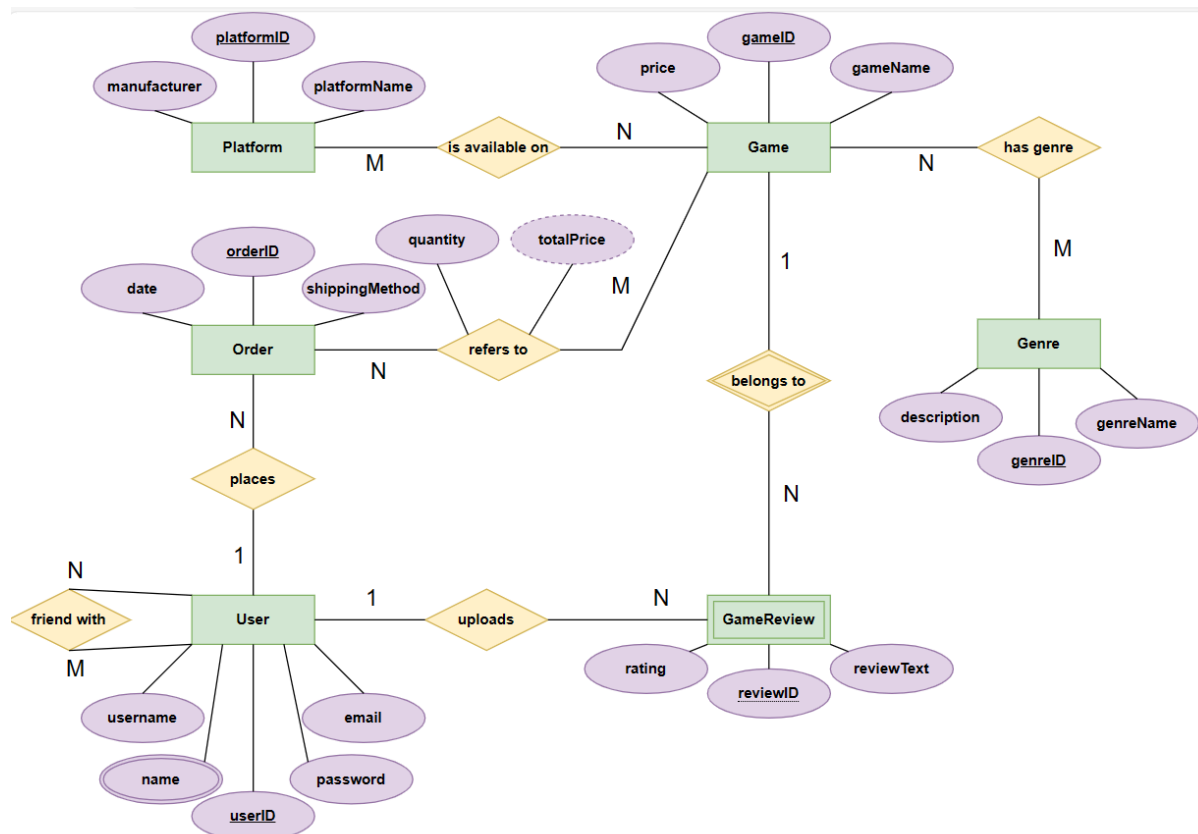 platformID
manufacturer
platformName
Platform
M
is available on
N
gameID
price
gameName
Game
N
has genre
M
Genre
description
genreName
genreID
orderID
date
shippingMethod
Order
quantity
totalPrice
N
refers to
M
1
belongs to
N
N
places
1
N
friend with
M
User
1
uploads
N
GameReview
rating
reviewText
reviewID
username
email
name
password
userID